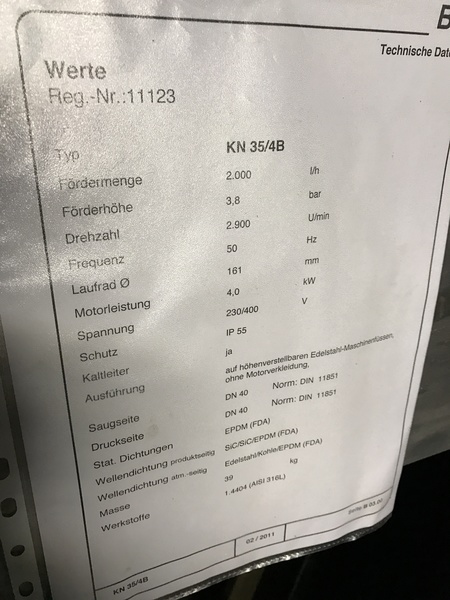 B
Technische Dat
Werte
Reg.-Nr.:11123
Typ KN 35/4B
Fördermenge 2.000 l/h
Förderhöhe 3,8 bar
Drehzahl 2.900 U/min
Frequenz 50 Hz
Laufrad Ø 161 mm
Motorleistung 4,0 kW
Spannung 230/400 V
Schutz IP 55
Kaltleiter ja
Ausführung auf höhenverstellbaren Edelstahl-Maschinenfüssen,
ohne Motorverkleidung,
Saugseite DN 40 Norm: DIN 11851
Druckseite DN 40 Norm: DIN 11851
Stat. Dichtungen EPDM (FDA)
Wellendichtung produktseitig SiC/SiC/EPDM (FDA)
Wellendichtung atm.-seitig Edelstahl/Kohle/EPDM (FDA)
Masse 39 kg
Werkstoffe 1.4404 (AISI 316L)
KN 35/4B 02 / 2011